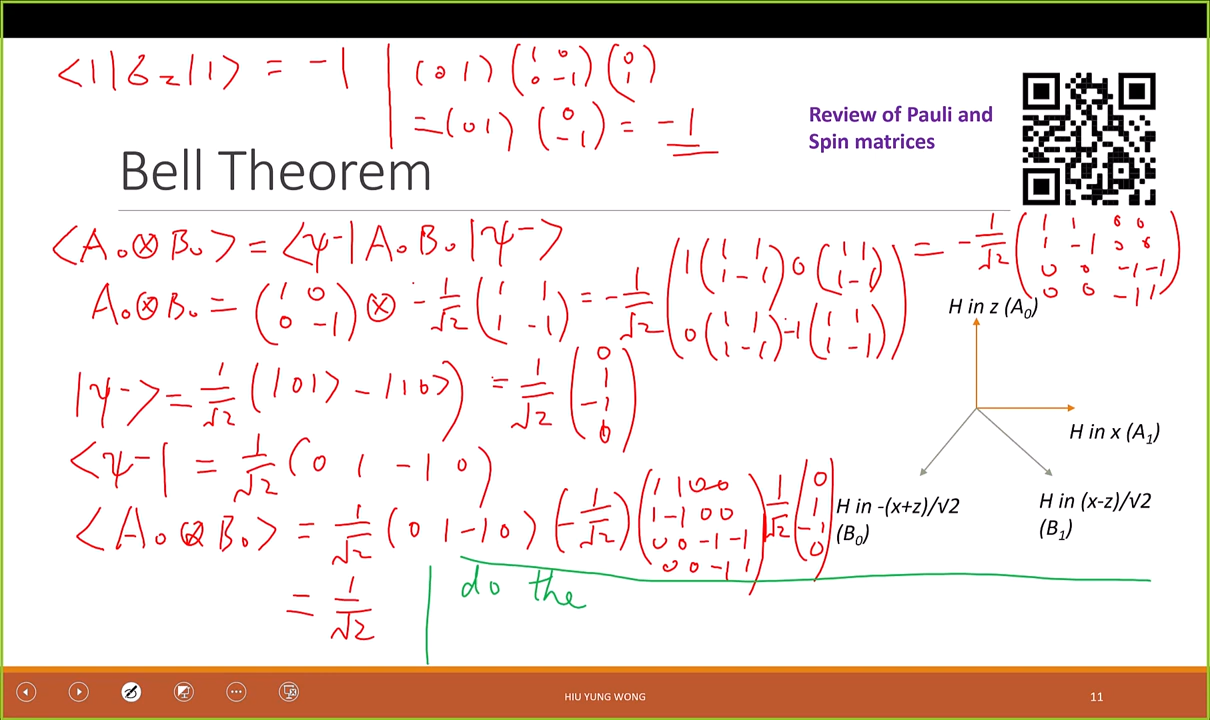 <1|σz|1> = -1 | (0 1) (1 0 0 -1) (0 1)
= (0 1) (0 -1) = -1
Review of Pauli and
Spin matrices
Bell Theorem
<A₀⊗B₀> = <ψ-|A₀B₀|ψ->
A₀⊗B₀ = (1 0 0 -1) ⊗ -1/√2 (1 1 1 -1) = -1/√2 (1(1 1 1 -1) 0(1 1 1 -1) 0(1 1 1 -1) -1(1 1 1 -1)) = -1/√2 (1 1 0 0 1 -1 0 0 0 0 -1 -1 0 0 -1 1)
|ψ-> = 1/√2 (|01> - |10>) = 1/√2 (0 1 -1 0)
<ψ-| = 1/√2 (0 1 -1 0)
<A₀⊗B₀> = 1/√2 (0 1 -1 0) (-1/√2) (1 1 0 0 1 -1 0 0 0 0 -1 -1 0 0 -1 1) 1/√2 (0 1 -1 0)
= 1/√2
do the
H in z (A₀)
H in x (A₁)
H in -(x+z)/√2
(B₀)
H in (x-z)/√2
(B₁)
HIU YUNG WONG
11